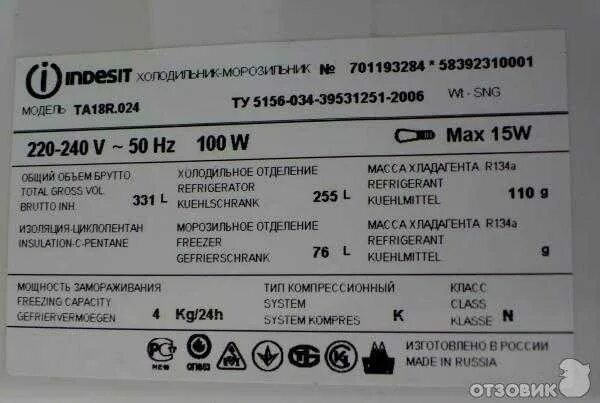 INDESIT ХОЛОДИЛЬНИК-МОРОЗИЛЬНИК № 701193284 * 58392310001
МОДЕЛЬ TA18R.024 ТУ 5156-034-39531251-2006 Wt - SNG
220-240 V ~ 50 Hz 100 W Max 15W
ОБЩИЙ ОБЪЕМ БРУТТО
TOTAL GROSS VOL
BRUTTO INH
331 L
ХОЛОДИЛЬНОЕ ОТДЕЛЕНИЕ
REFRIGERATOR
KUEHLSCHRANK
255 L
МАССА ХЛАДАГЕНТА R134a
REFRIGERANT
KUEHLMITTEL
110 g
ИЗОЛЯЦИЯ-ЦИКЛОПЕНТАН
INSULATION-C-PENTANE
МОРОЗИЛЬНОЕ ОТДЕЛЕНИЕ
FREEZER
GEFRIERSCHRANK
76 L
МАССА ХЛАДАГЕНТА R134a
REFRIGERANT
KUEHLMITTEL
g
МОЩНОСТЬ ЗАМОРАЖИВАНИЯ
FREEZING CAPACITY
GEFRIERVERMOEGEN
4 Kg/24h
ТИП КОМПРЕССИОННЫЙ
SYSTEM
SYSTEM KOMPRES
K
КЛАСС
CLASS
KLASSE
N
ИЗГОТОВЛЕНО В РОССИИ
MADE IN RUSSIA
ОТЗОВИК